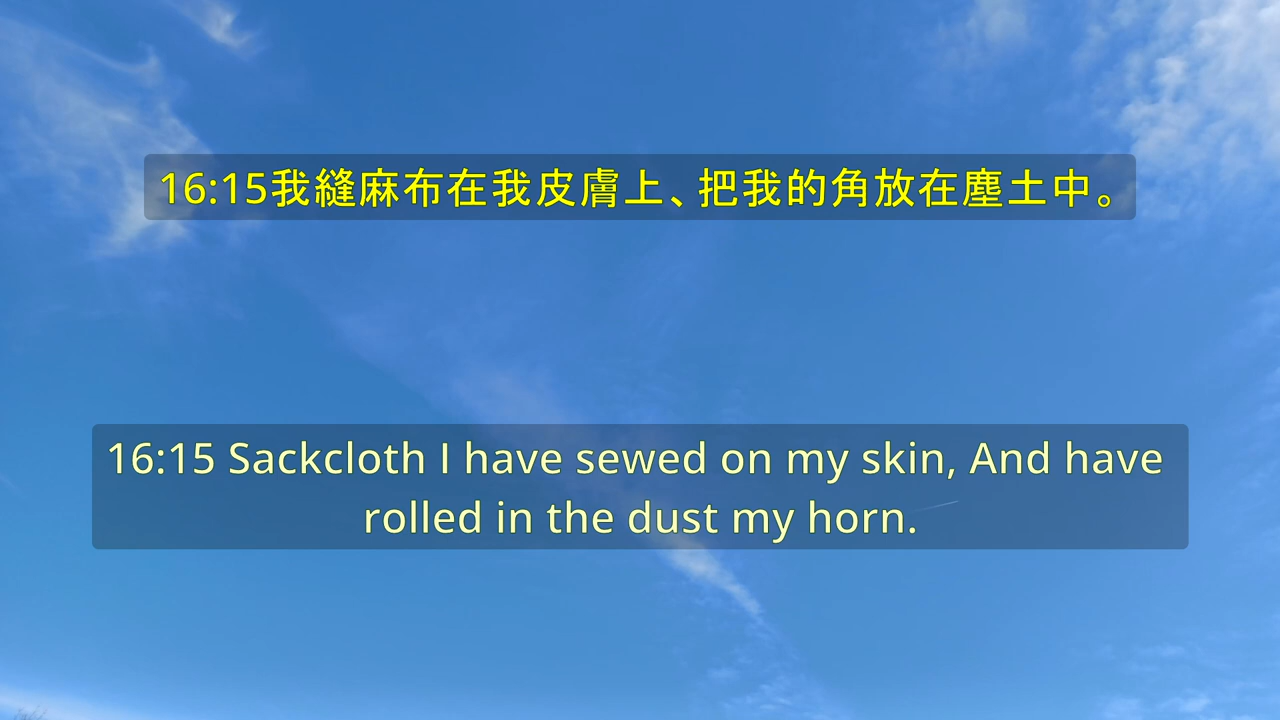 16:15我縫麻布在我皮膚上、把我的角放在塵土中。
16:15 Sackcloth I have sewed on my skin, And have
rolled in the dust my horn.